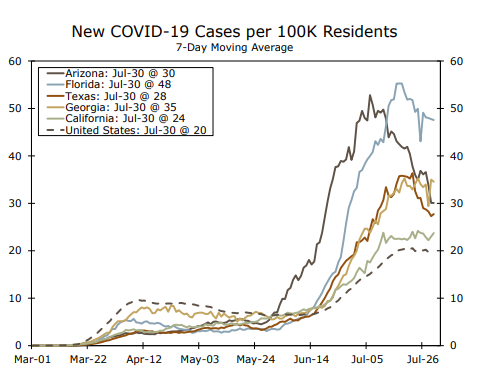 New COVID-19 Cases per 100K Residents
7-Day Moving Average
60 60
Arizona: Jul-30 @ 30
Florida: Jul-30 @ 48
Texas: Jul-30 @ 28
Georgia: Jul-30 @ 35
California: Jul-30 @ 24
United States: Jul-30 @ 20
50 50
40 40
30 30
20 20
10 10
0 0
Mar-01 Mar-22 Apr-12 May-03 May-24 Jun-14 Jul-05 Jul-26